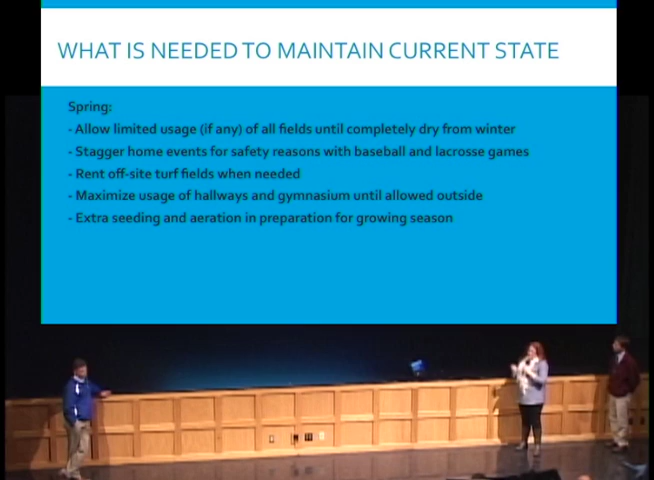 WHAT IS NEEDED TO MAINTAIN CURRENT STATE
Spring:
- Allow limited usage (if any) of all fields until completely dry from winter
- Stagger home events for safety reasons with baseball and lacrosse games
- Rent off-site turf fields when needed
- Maximize usage of hallways and gymnasium until allowed outside
- Extra seeding and aeration in preparation for growing season